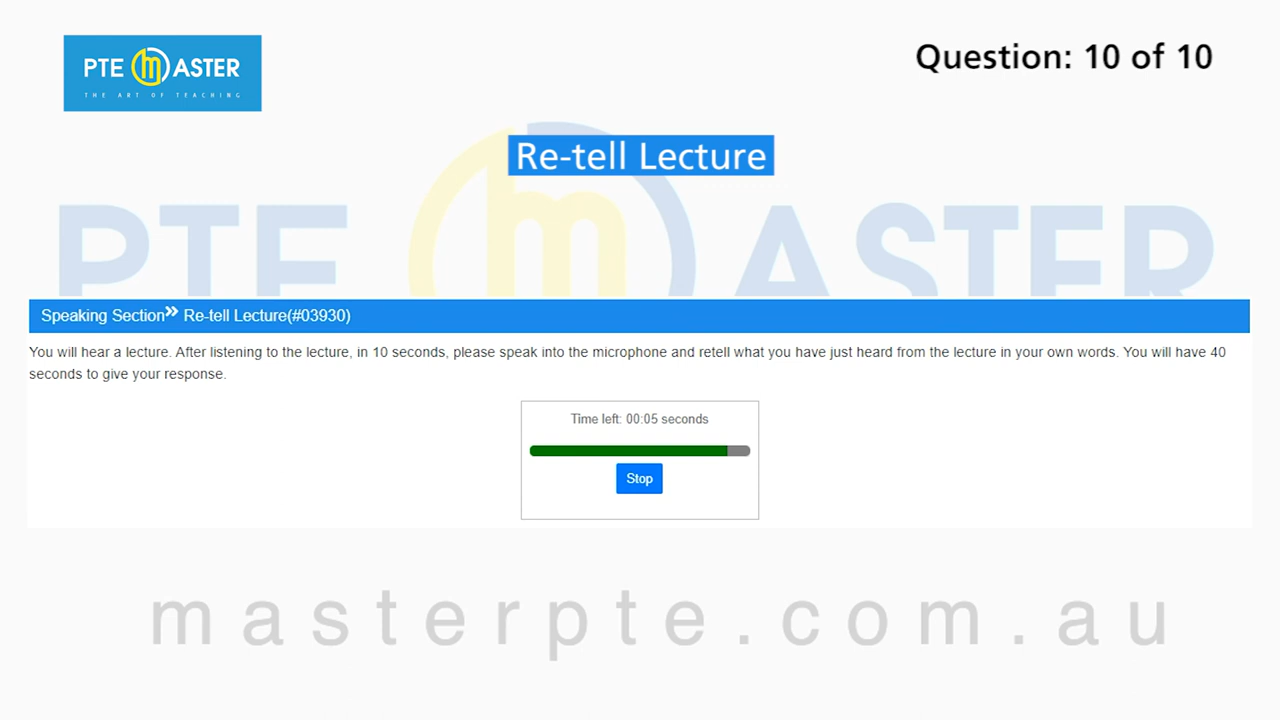 PTE MASTER
THE ART OF TEACHING
Question: 10 of 10
Re-tell Lecture
PTE MASTER
Speaking Section» Re-tell Lecture(#03930)
You will hear a lecture. After listening to the lecture, in 10 seconds, please speak into the microphone and retell what you have just heard from the lecture in your own words. You will have 40
seconds to give your response.
Time left: 00:05 seconds
Stop
masterpte.com.au